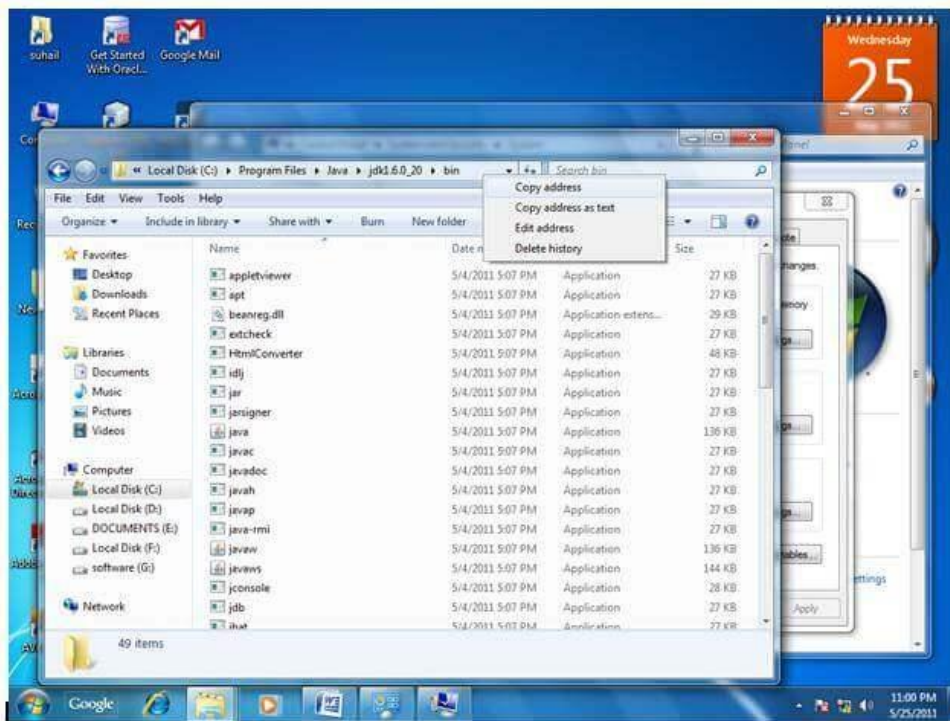 suhail
Get Started
With Oracl...
Google Mail
Wednesday
25
« Local Disk (C:) ▸ Program Files ▸ Java ▸ jdk1.6.0_20 ▸ bin
Search bin
File Edit View Tools Help
Organize ▾ Include in library ▾ Share with ▾ Burn New folder
Copy address
Copy address as text
Edit address
Delete history
Name Size
Favorites
Desktop
Downloads
Recent Places
Libraries
Documents
Music
Pictures
Videos
Computer
Local Disk (C:)
Local Disk (D:)
DOCUMENTS (E:)
Local Disk (F:)
software (G:)
Network
appletviewer 5/4/2011 5:07 PM Application 27 KB
apt 5/4/2011 5:07 PM Application 27 KB
beanreg.dll 5/4/2011 5:07 PM Application extens... 29 KB
extcheck 5/4/2011 5:07 PM Application 27 KB
HtmlConverter 5/4/2011 5:07 PM Application 48 KB
idlj 5/4/2011 5:07 PM Application 27 KB
jar 5/4/2011 5:07 PM Application 27 KB
jarsigner 5/4/2011 5:07 PM Application 27 KB
java 5/4/2011 5:07 PM Application 136 KB
javac 5/4/2011 5:07 PM Application 27 KB
javadoc 5/4/2011 5:07 PM Application 27 KB
javah 5/4/2011 5:07 PM Application 27 KB
javap 5/4/2011 5:07 PM Application 27 KB
java-rmi 5/4/2011 5:07 PM Application 27 KB
javaw 5/4/2011 5:07 PM Application 136 KB
javaws 5/4/2011 5:07 PM Application 144 KB
jconsole 5/4/2011 5:07 PM Application 28 KB
jdb 5/4/2011 5:07 PM Application 27 KB
jhat 5/4/2011 5:07 PM Application 27 KB
49 items
Apply
Google
11:00 PM
5/25/2011